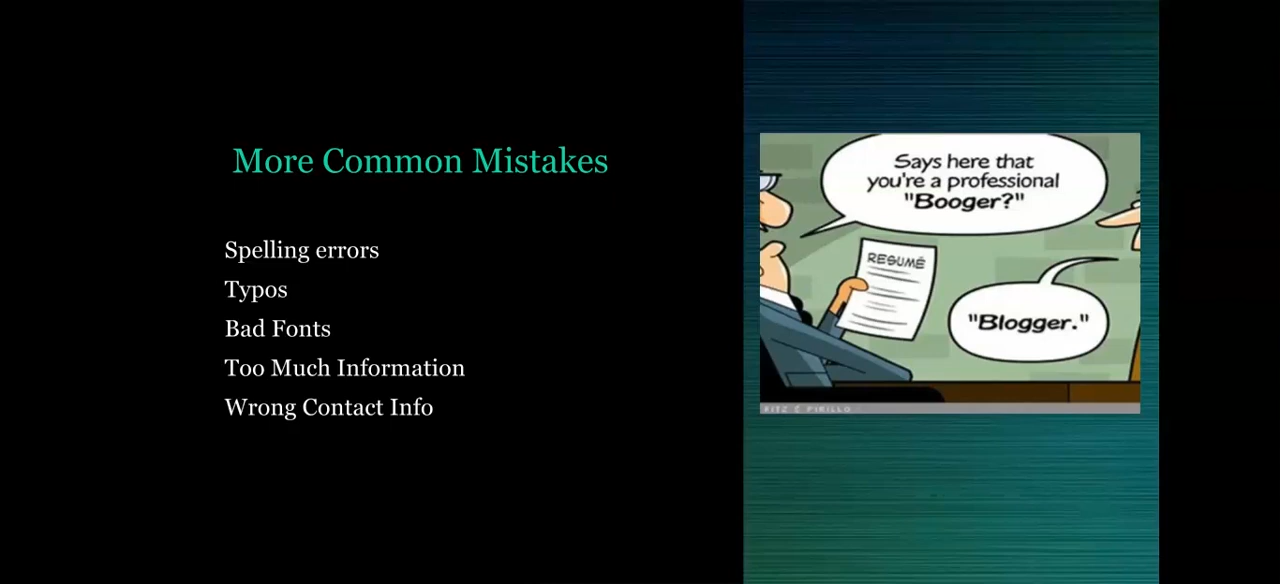 More Common Mistakes
Spelling errors
Typos
Bad Fonts
Too Much Information
Wrong Contact Info
Says here that
you're a professional
"Booger?"
RESUMÉ
"Blogger."